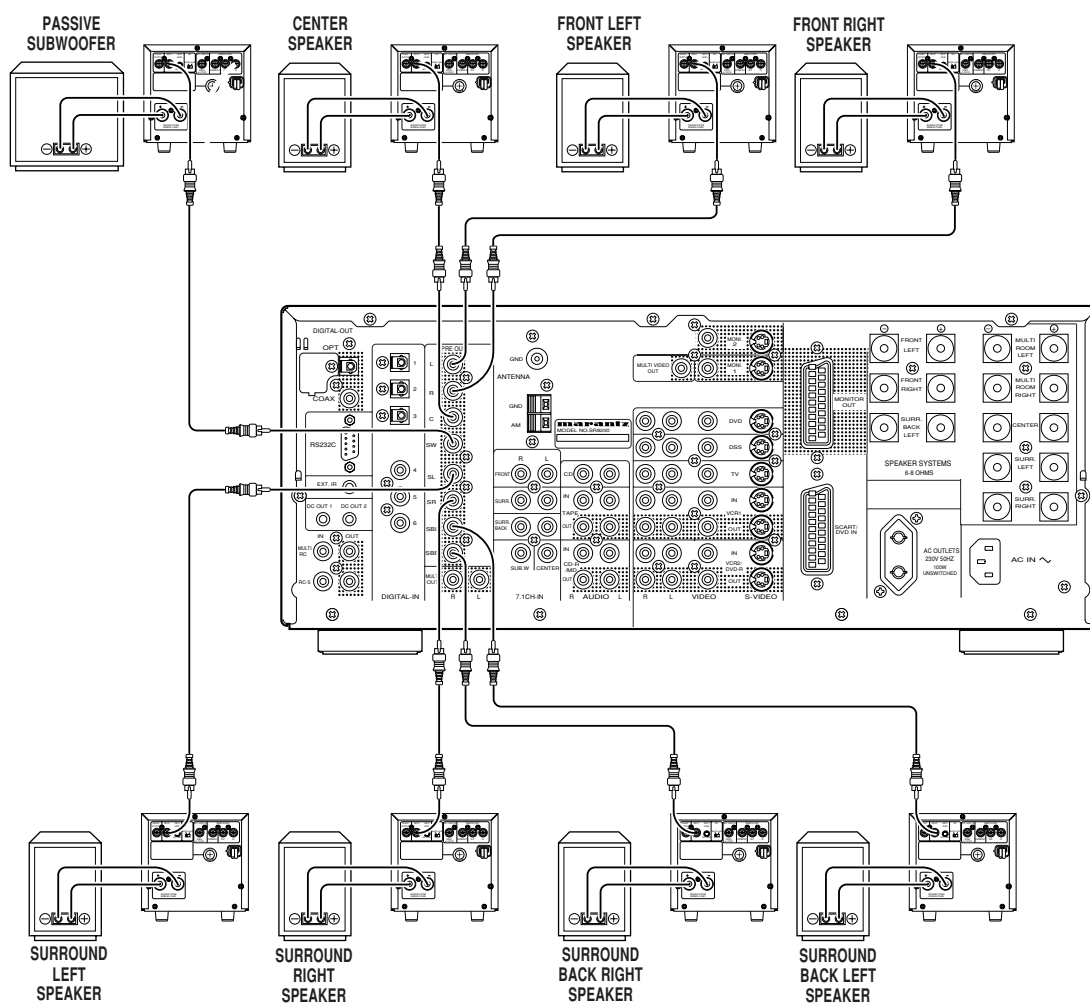 PASSIVE
SUBWOOFER
CENTER
SPEAKER
FRONT LEFT
SPEAKER
FRONT RIGHT
SPEAKER
DIGITAL-OUT
OPT
COAX
RS232C
EXT. IR
DC OUT 1
DC OUT 2
IN
OUT
MULTI
RC
RC-5
1
2
3
4
5
6
DIGITAL-IN
PRE OUT
L
R
C
SW
SL
SR
SBL
SBR
MULTI
OUT
R
L
GND
ANTENNA
GND
AM
marantz
MODEL NO.SR8200
R
L
FRONT
SURR.
SURR.
BACK
SUB.W
CENTER
7.1CH-IN
CD
IN
TAPE
OUT
IN
CD-R
/MD
OUT
R
AUDIO
L
MULTI VIDEO
OUT
MONI.
2
MONI.
1
DVD
DSS
TV
IN
VCR1
OUT
IN
VCR2/
DVD-R
OUT
R
L
VIDEO
S-VIDEO
MONITOR
OUT
SCART/
DVD IN
− + − +
FRONT
LEFT
FRONT
RIGHT
SURR.
BACK
LEFT
MULTI
ROOM
LEFT
MULTI
ROOM
RIGHT
CENTER
SURR.
LEFT
SURR.
RIGHT
SPEAKER SYSTEMS
6-8 OHMS
AC OUTLETS
230V 50HZ
100W
UNSWITCHED
AC IN ~
SURROUND
LEFT
SPEAKER
SURROUND
RIGHT
SPEAKER
SURROUND
BACK RIGHT
SPEAKER
SURROUND
BACK LEFT
SPEAKER